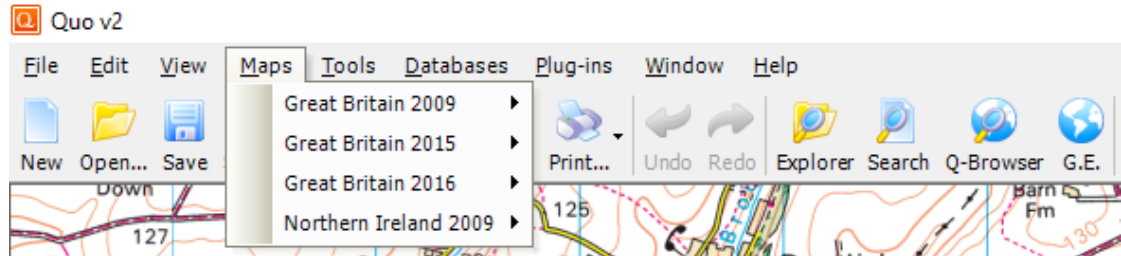 Quo v2
File Edit View Maps Tools Databases Plug-ins Window Help
Great Britain 2009
Great Britain 2015
Great Britain 2016
Northern Ireland 2009
New Open... Save Print... Undo Redo Explorer Search Q-Browser G.E.
Down
127
125
Barn
Fm
130